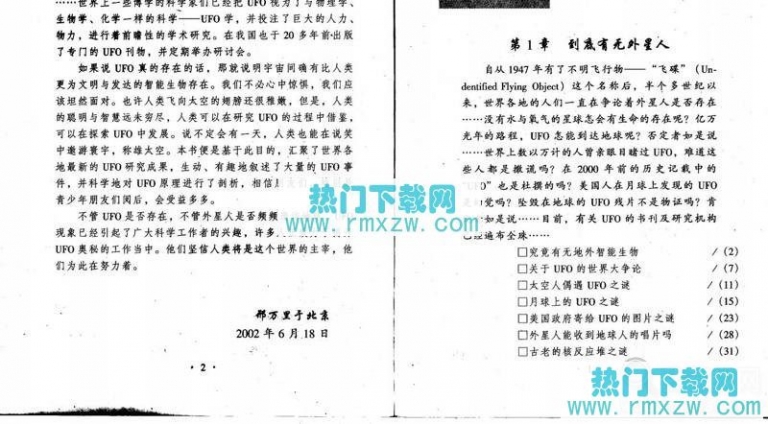 ……世界上一些博学的科学家们已经把 UFO 视为了与物理学、
生物学、化学一样的科学——UFO 学，并投注了巨大的人力、
物力，进行着前瞻性的学术研究。在我国也于 20 多年前出版
了专门的 UFO 刊物，并定期举办研讨会。
如果说 UFO 真的存在的话，那就说明宇宙间确有比人类
更为文明与发达的智能生物存在。我们不必心中惊惧，我们应
该坦然面对。也许人类飞向太空的翅膀还很稚嫩，但是，人类
的聪明与智慧远未穷尽，人类可以在研究 UFO 的过程中借鉴，
可以在探索 UFO 中发展。说不定会有一天，人类也能在说笑
中遨游寰宇，称雄太空。本书便是基于此目的，汇聚了世界各
地最新的 UFO 研究成果，生动、有趣地叙述了大量的 UFO 事
件，并科学地对 UFO 原理进行了剖析，相信
青少年朋友们阅后，会受益多多。
不管 UFO 是否存在，不管外星人是否频频
现象已经引起了广大科学工作者的兴趣，许多
UFO 奥秘的工作当中。他们坚信人类将是这个世界的主宰，他
们为此在努力着。
邢万里于北京
2002 年 6 月 18 日
· 2 ·
第 1 章 到底有无外星人
自从 1947 年有了不明飞行物——“飞碟”（Un-
dentified Flying Object）这个名称后，半个多世纪以
来，世界各地的人们一直在争论着外星人是否存在
……没有水与氧气的星球怎会有生命的存在呢？亿万
光年的路程，UFO 怎能到达地球呢？否定者如是说
……世界上数以万计的人曾亲眼目睹过 UFO，难道这
些人都是撒谎吗？在 2000 年前的历史记载中的
UFO”也是杜撰的吗？美国人在月球上发现的 UFO
觉吗？坠毁在地球的 UFO 残片不是物证吗？肯
如是说……目前，有关 UFO 的书刊及研究机构
已经遍布全球……
□究竟有无地外智能生物 /（2）
□关于 UFO 的世界大争论 /（7）
□太空人偶遇 UFO 之谜 /（11）
□月球上的 UFO 之谜 /（15）
□美国政府寄给 UFO 的图片之谜 /（23）
□外星人能收到地球人的唱片吗 /（28）
□古老的核反应堆之谜 /（31）
热门下载网
www.rmxzw.com
热门下载网
www.rmxzw.com